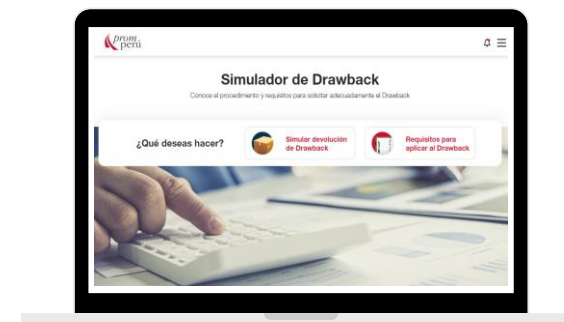 prom
perú
Simulador de Drawback
Conoce el procedimiento y requisitos para solicitar adecuadamente el Drawback
¿Qué deseas hacer?
Simular devolución
de Drawback
Requisitos para
aplicar al Drawback